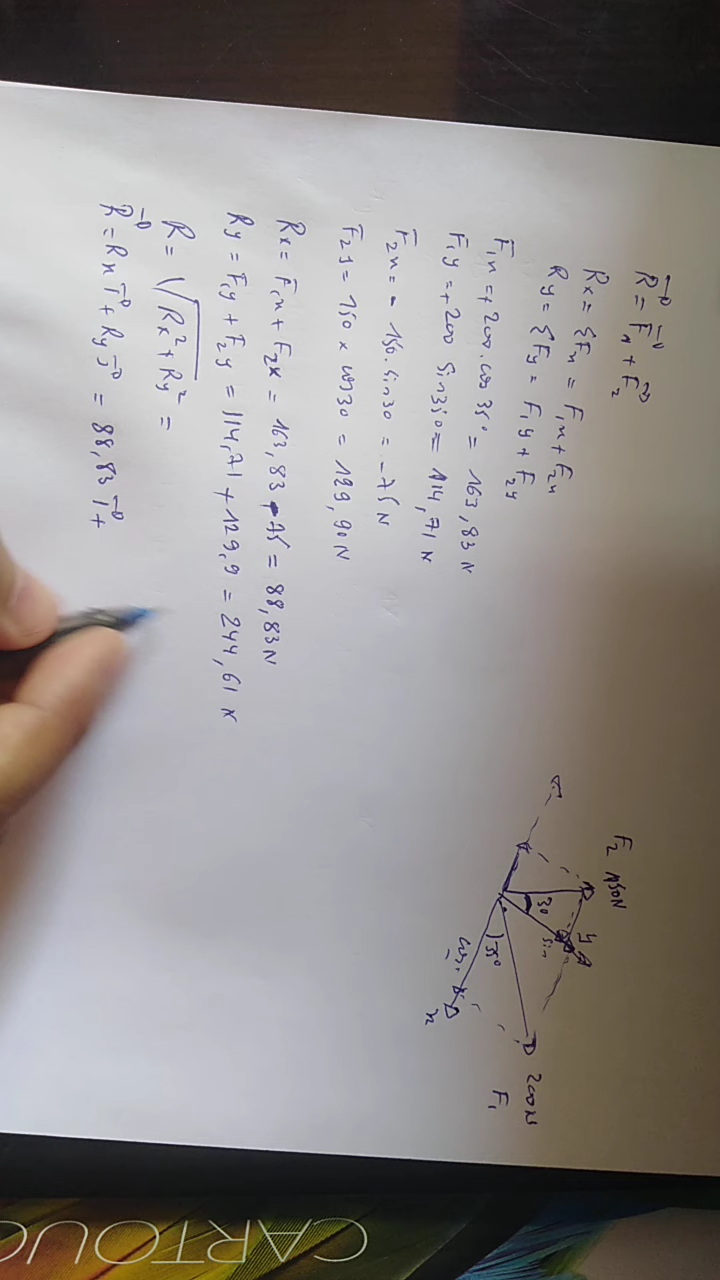 R⃗ = F⃗₁ + F⃗₂
Rx = ΣFx = F₁x + F₂x
Ry = ΣFy = F₁y + F₂y
F₁x = + 200 . cos 35° = 163,83 N
F₁y = + 200 sin 35° = 114,71 N
F₂x = - 150 . sin 30 = -75 N
F₂y = 150 x cos 30 = 129,90 N
Rx = F₁x + F₂x = 163,83 - 75 = 88,83 N
Ry = F₁y + F₂y = 114,71 + 129,9 = 244,61 N
R = √(Rx² + Ry²) =
R⃗ = Rx i⃗ + Ry j⃗ = 88,83 i⃗ +
F₂ 150N
y
30
sin
35°
cos
x
200N
F₁
CARTOUC